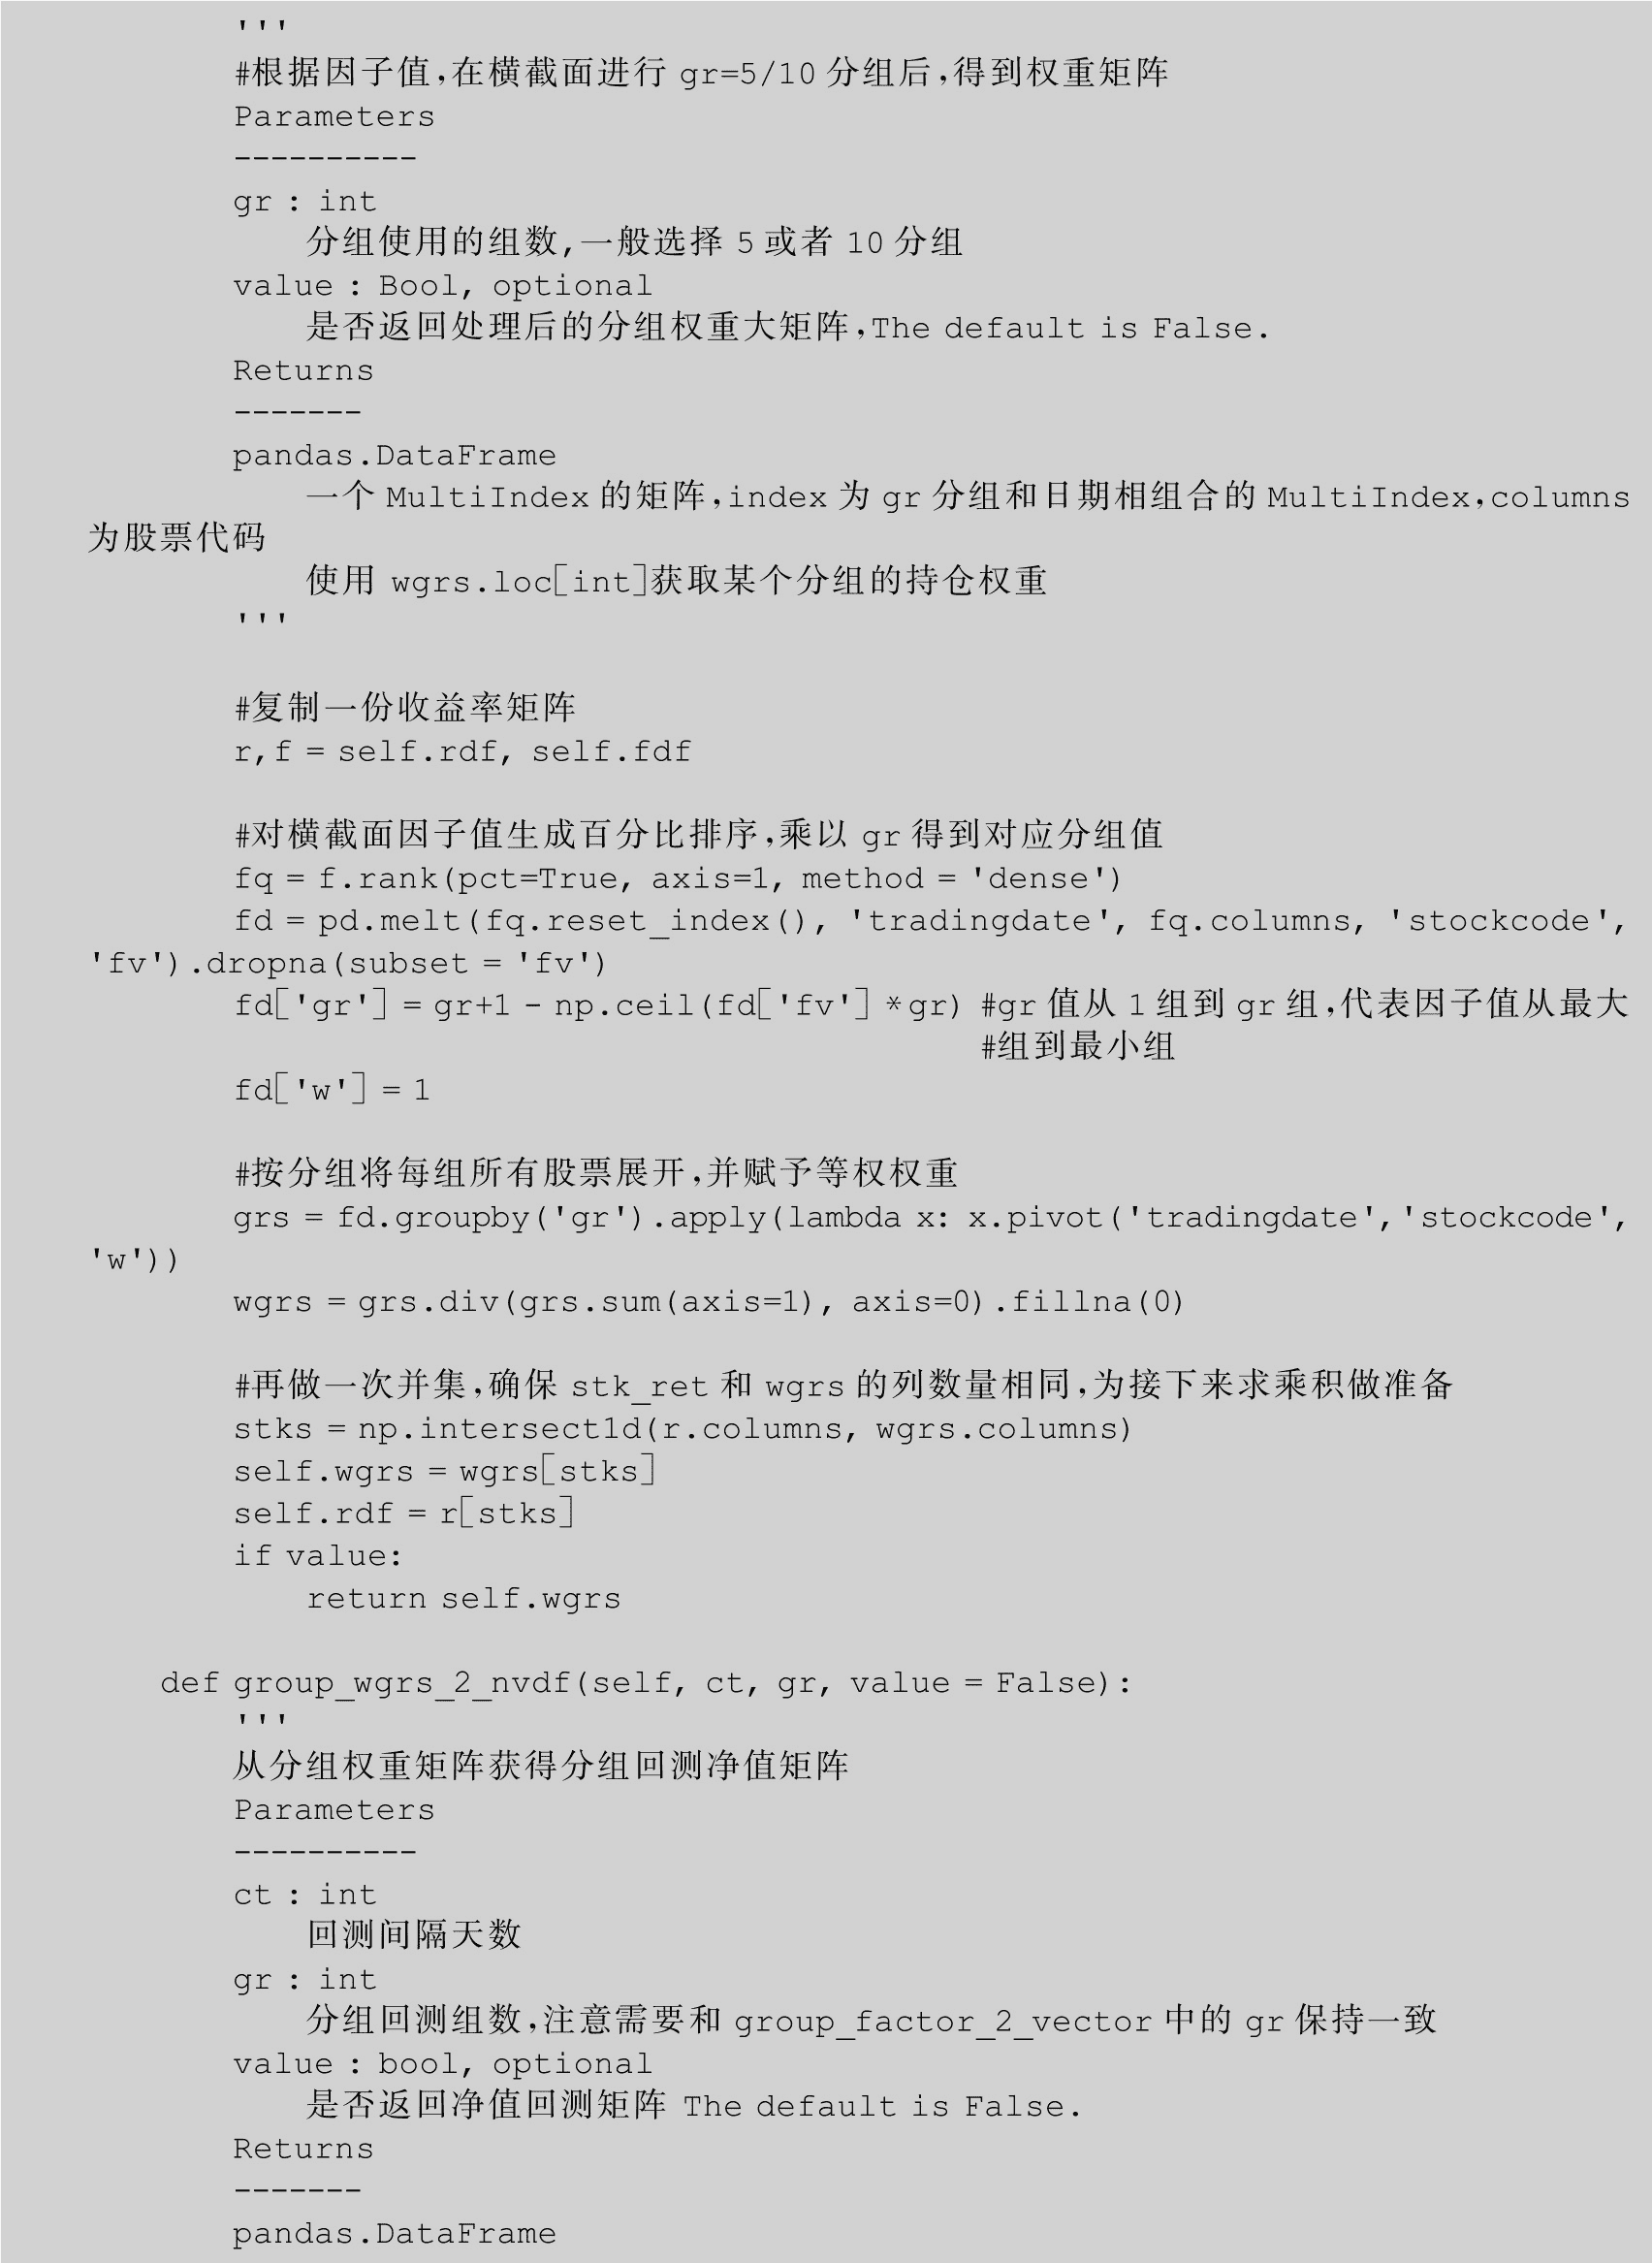 '''
#根据因子值,在横截面进行 gr=5/10 分组后,得到权重矩阵
Parameters
----------
gr : int
分组使用的组数,一般选择 5 或者 10 分组
value : Bool, optional
是否返回处理后的分组权重大矩阵,The default is False.
Returns
-------
pandas.DataFrame
一个 MultiIndex 的矩阵,index 为 gr 分组和日期相组合的 MultiIndex,columns
为股票代码
使用 wgrs.loc[int]获取某个分组的持仓权重
'''
#复制一份收益率矩阵
r,f = self.rdf, self.fdf
#对横截面因子值生成百分比排序,乘以 gr 得到对应分组值
fq = f.rank(pct=True, axis=1, method = 'dense')
fd = pd.melt(fq.reset_index(), 'tradingdate', fq.columns, 'stockcode',
'fv').dropna(subset = 'fv')
fd['gr'] = gr+1 - np.ceil(fd['fv'] *gr) #gr 值从 1 组到 gr 组,代表因子值从最大
#组到最小组
fd['w'] = 1
#按分组将每组所有股票展开,并赋予等权权重
grs = fd.groupby('gr').apply(lambda x: x.pivot('tradingdate','stockcode',
'w'))
wgrs = grs.div(grs.sum(axis=1), axis=0).fillna(0)
#再做一次并集,确保 stk_ret 和 wgrs 的列数量相同,为接下来求乘积做准备
stks = np.intersect1d(r.columns, wgrs.columns)
self.wgrs = wgrs[stks]
self.rdf = r[stks]
if value:
return self.wgrs
def group_wgrs_2_nvdf(self, ct, gr, value = False):
'''
从分组权重矩阵获得分组回测净值矩阵
Parameters
----------
ct : int
回测间隔天数
gr : int
分组回测组数,注意需要和 group_factor_2_vector 中的 gr 保持一致
value : bool, optional
是否返回净值回测矩阵 The default is False.
Returns
-------
pandas.DataFrame